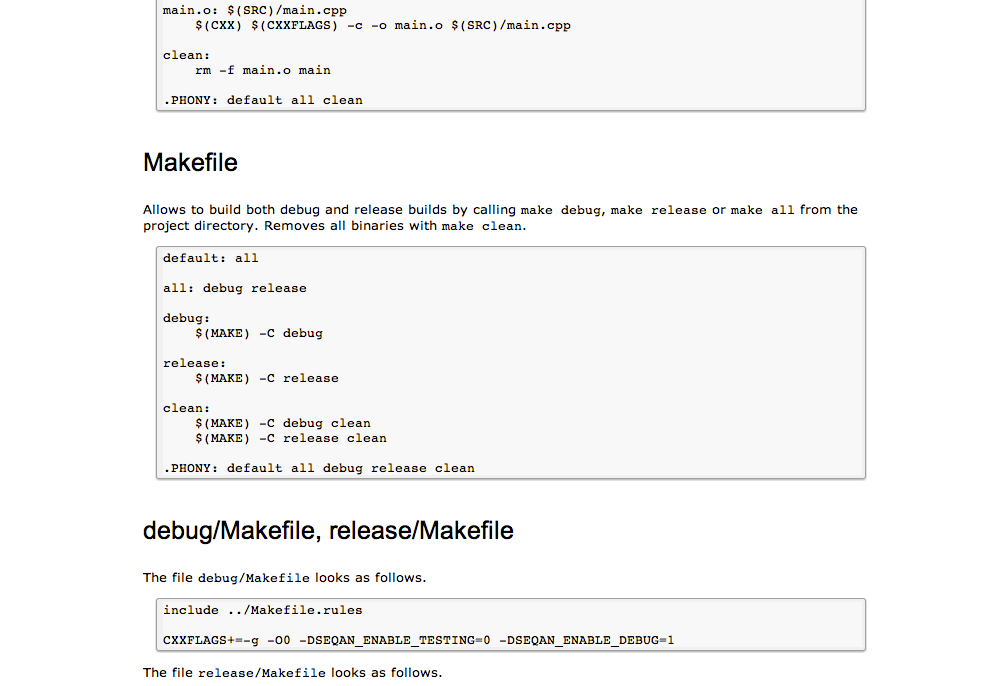 main.o: $(SRC)/main.cpp
    $(CXX) $(CXXFLAGS) -c -o main.o $(SRC)/main.cpp

clean:
    rm -f main.o main

.PHONY: default all clean

Makefile

Allows to build both debug and release builds by calling make debug, make release or make all from the
project directory. Removes all binaries with make clean.

default: all

all: debug release

debug:
    $(MAKE) -C debug

release:
    $(MAKE) -C release

clean:
    $(MAKE) -C debug clean
    $(MAKE) -C release clean

.PHONY: default all debug release clean

debug/Makefile, release/Makefile

The file debug/Makefile looks as follows.

include ../Makefile.rules

CXXFLAGS+=-g -O0 -DSEQAN_ENABLE_TESTING=0 -DSEQAN_ENABLE_DEBUG=1

The file release/Makefile looks as follows.